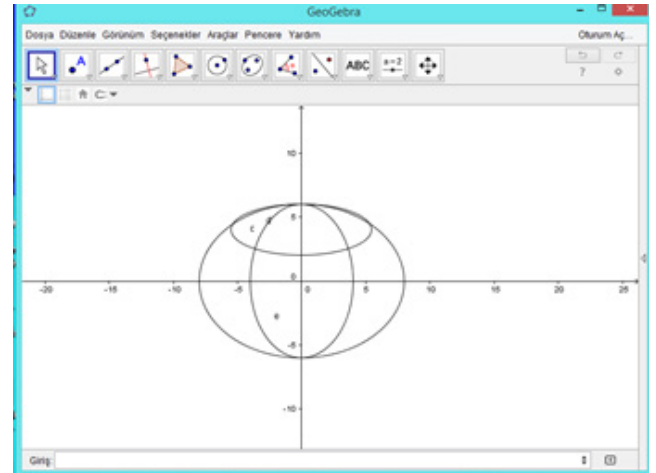 GeoGebra
Dosya Düzenle Görünüm Seçenekler Araçlar Pencere Yardım Oturum Aç...
A ABC a=2
?
10
5
c
0
-20 -15 -10 -5 0 5 10 15 20 25
e
-5
-10
Giriş: